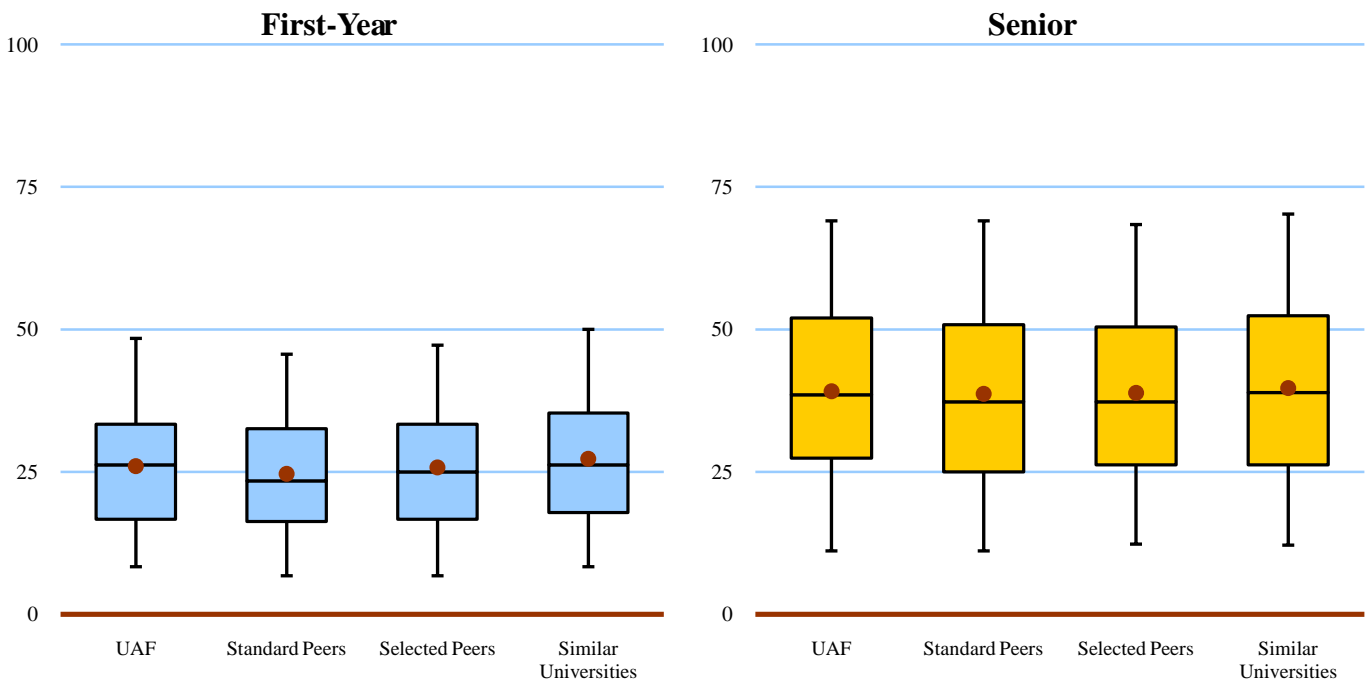 First-Year
100
75
50
25
0
UAF
Standard Peers
Selected Peers
Similar
Universities
Senior
100
75
50
25
0
UAF
Standard Peers
Selected Peers
Similar
Universities